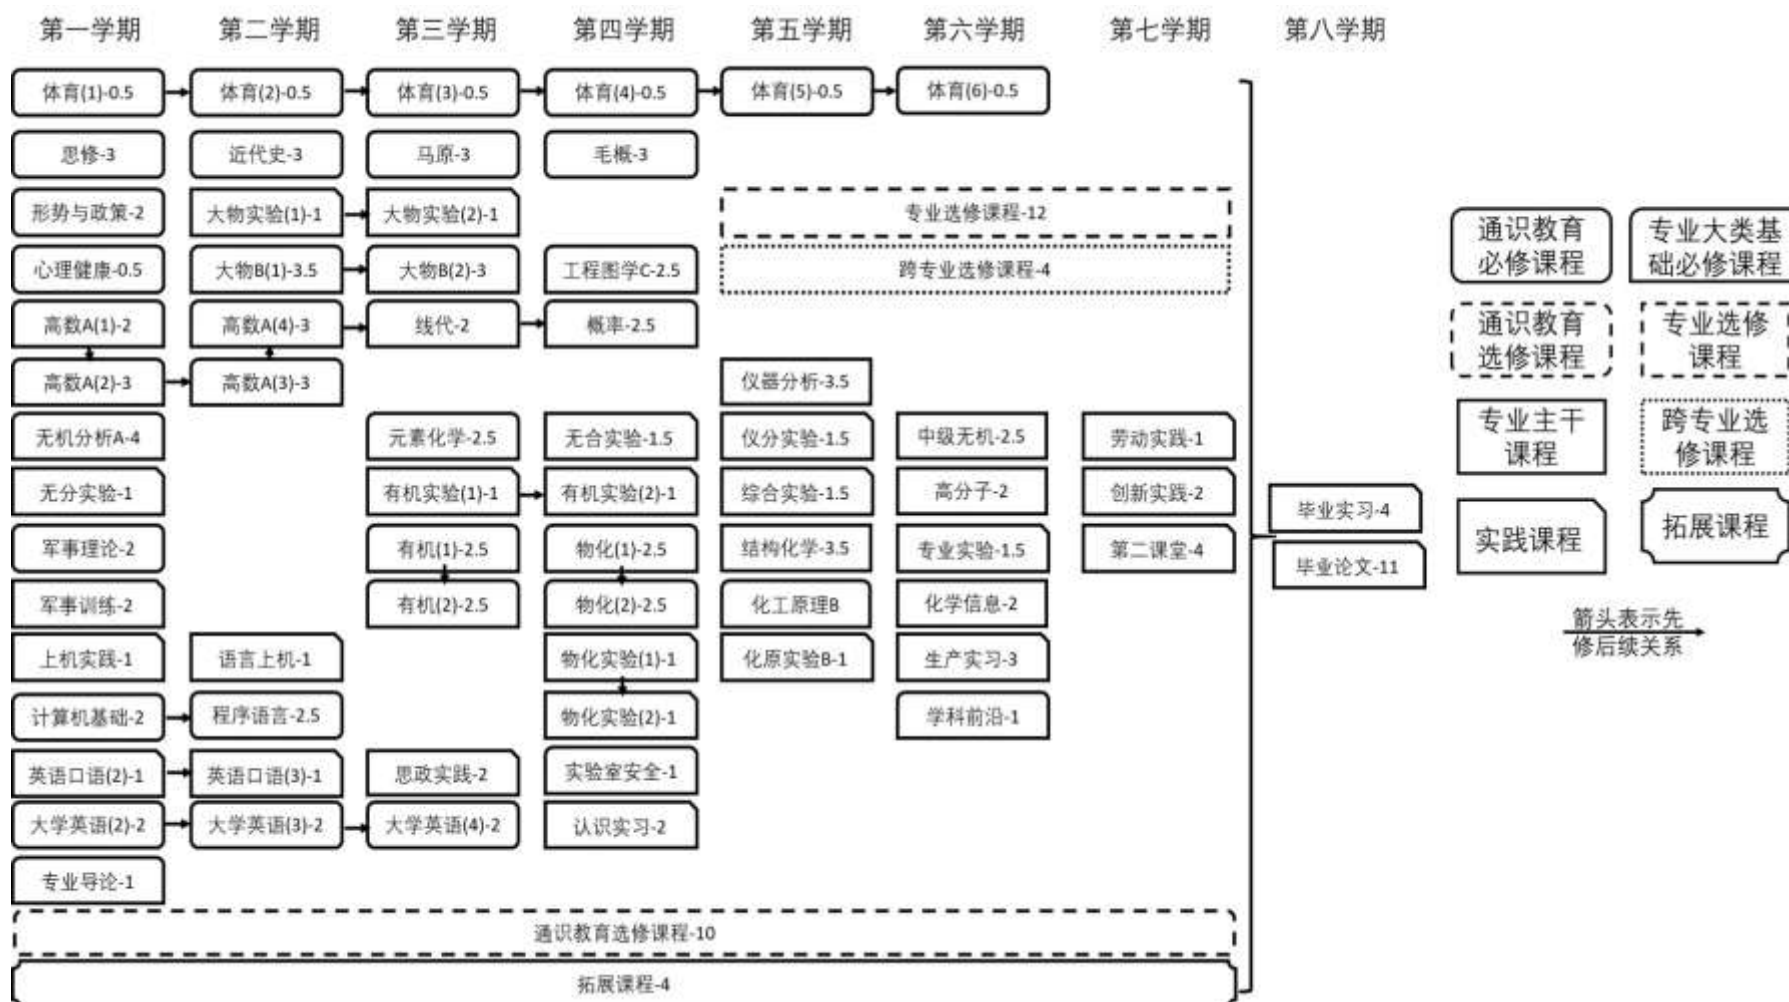 第一学期 第二学期 第三学期 第四学期 第五学期 第六学期 第七学期 第八学期
体育(1)-0.5 体育(2)-0.5 体育(3)-0.5 体育(4)-0.5 体育(5)-0.5 体育(6)-0.5
思修-3 近代史-3 马原-3 毛概-3
形势与政策-2 大物实验(1)-1 大物实验(2)-1 专业选修课程-12
心理健康-0.5 大物B(1)-3.5 大物B(2)-3 工程图学C-2.5 跨专业选修课程-4
高数A(1)-2 高数A(4)-3 线代-2 概率-2.5
高数A(2)-3 高数A(3)-3 仪器分析-3.5
无机分析A-4 元素化学-2.5 无合实验-1.5 仪分实验-1.5 中级无机-2.5 劳动实践-1
无分实验-1 有机实验(1)-1 有机实验(2)-1 综合实验-1.5 高分子-2 创新实践-2
毕业实习-4
军事理论-2 有机(1)-2.5 物化(1)-2.5 结构化学-3.5 专业实验-1.5 第二课堂-4
毕业论文-11
军事训练-2 有机(2)-2.5 物化(2)-2.5 化工原理B 化学信息-2
上机实践-1 语言上机-1 物化实验(1)-1 化原实验B-1 生产实习-3
计算机基础-2 程序语言-2.5 物化实验(2)-1 学科前沿-1
英语口语(2)-1 英语口语(3)-1 思政实践-2 实验室安全-1
大学英语(2)-2 大学英语(3)-2 大学英语(4)-2 认识实习-2
专业导论-1
通识教育选修课程-10
拓展课程-4
通识教育
必修课程
专业大类基
础必修课程
通识教育
选修课程
专业选修
课程
专业主干
课程
跨专业选
修课程
实践课程
拓展课程
箭头表示先
修后续关系